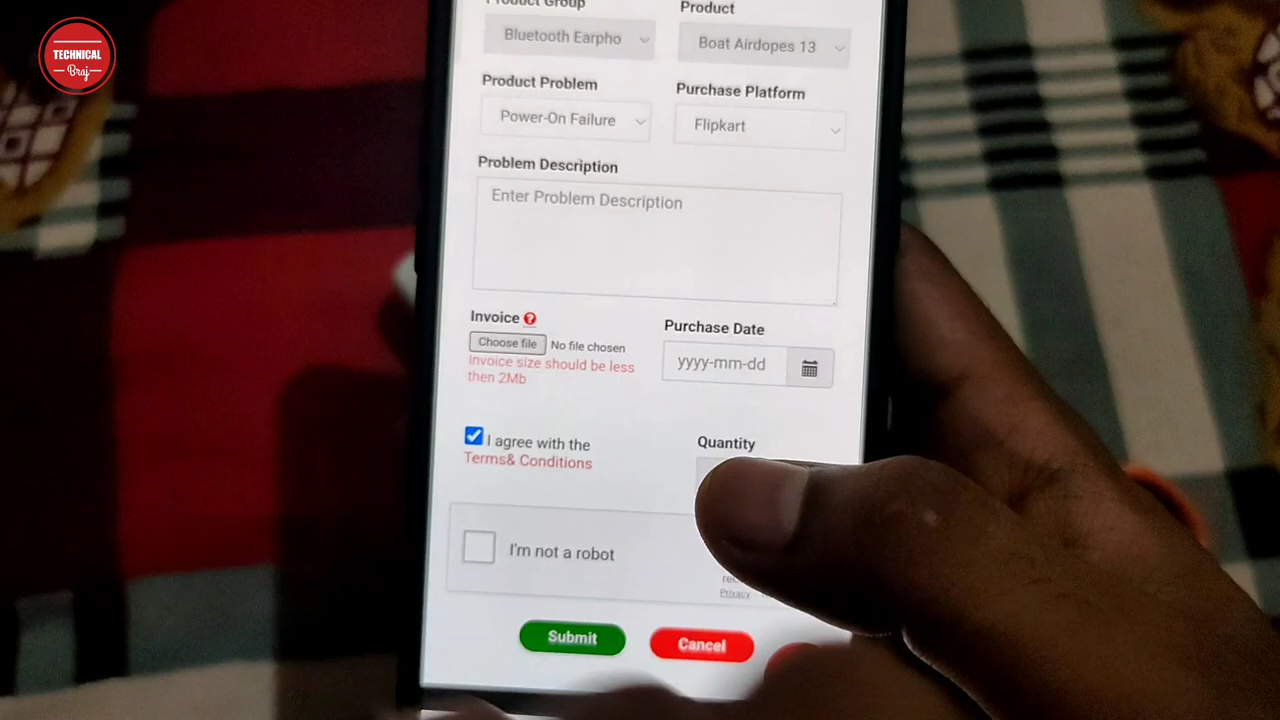 TECHNICAL
Braj
Product Group
Product
Bluetooth Earpho
Boat Airdopes 13
Product Problem
Purchase Platform
Power-On Failure
Flipkart
Problem Description
Enter Problem Description
Invoice ?
Purchase Date
Choose file No file chosen
yyyy-mm-dd
Invoice size should be less
then 2Mb
I agree with the
Terms& Conditions
Quantity
I'm not a robot
Privacy
Submit
Cancel